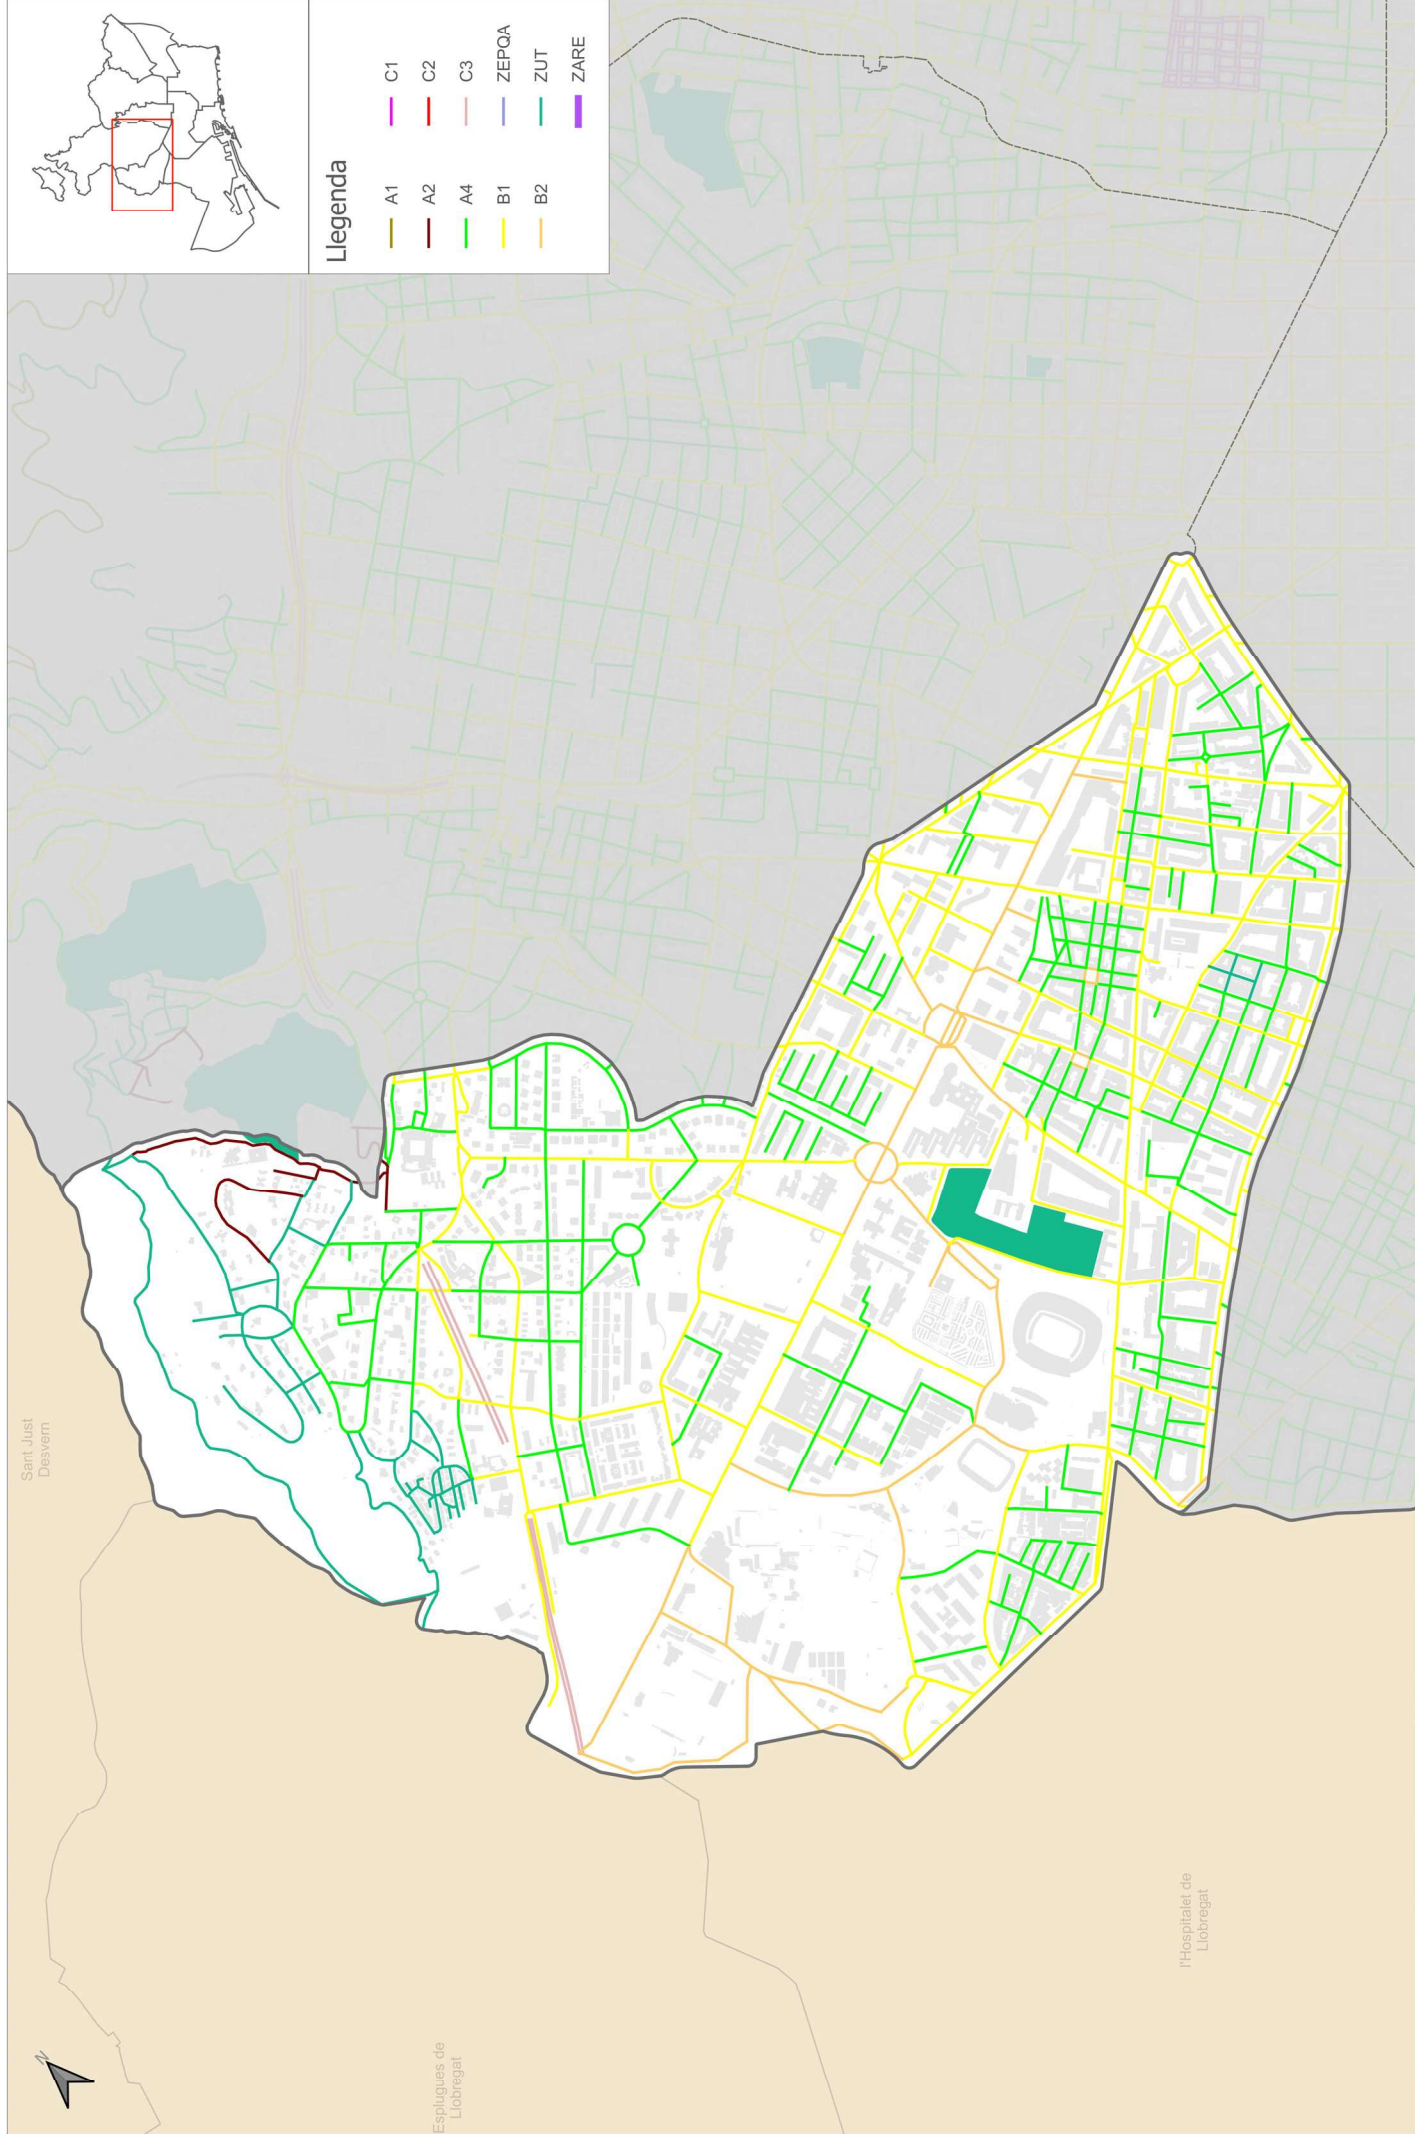 Llegenda
A1
A2
A4
B1
B2
C1
C2
C3
ZEPQA
ZUT
ZARE
Sant Just
Desvern
Esplugues de
Llobregat
l'Hospitalet de
Llobregat
N